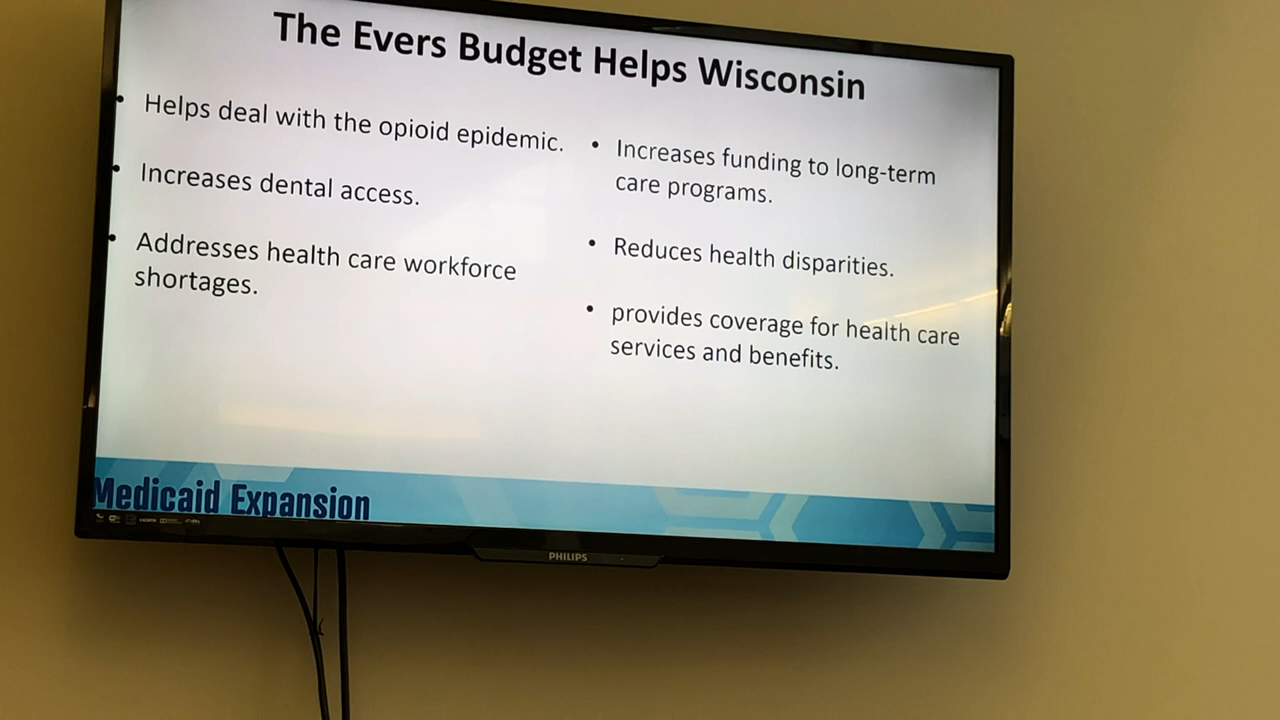 The Evers Budget Helps Wisconsin
• Helps deal with the opioid epidemic.
• Increases dental access.
• Addresses health care workforce
shortages.
• Increases funding to long-term
care programs.
• Reduces health disparities.
• provides coverage for health care
services and benefits.
Medicaid Expansion
PHILIPS